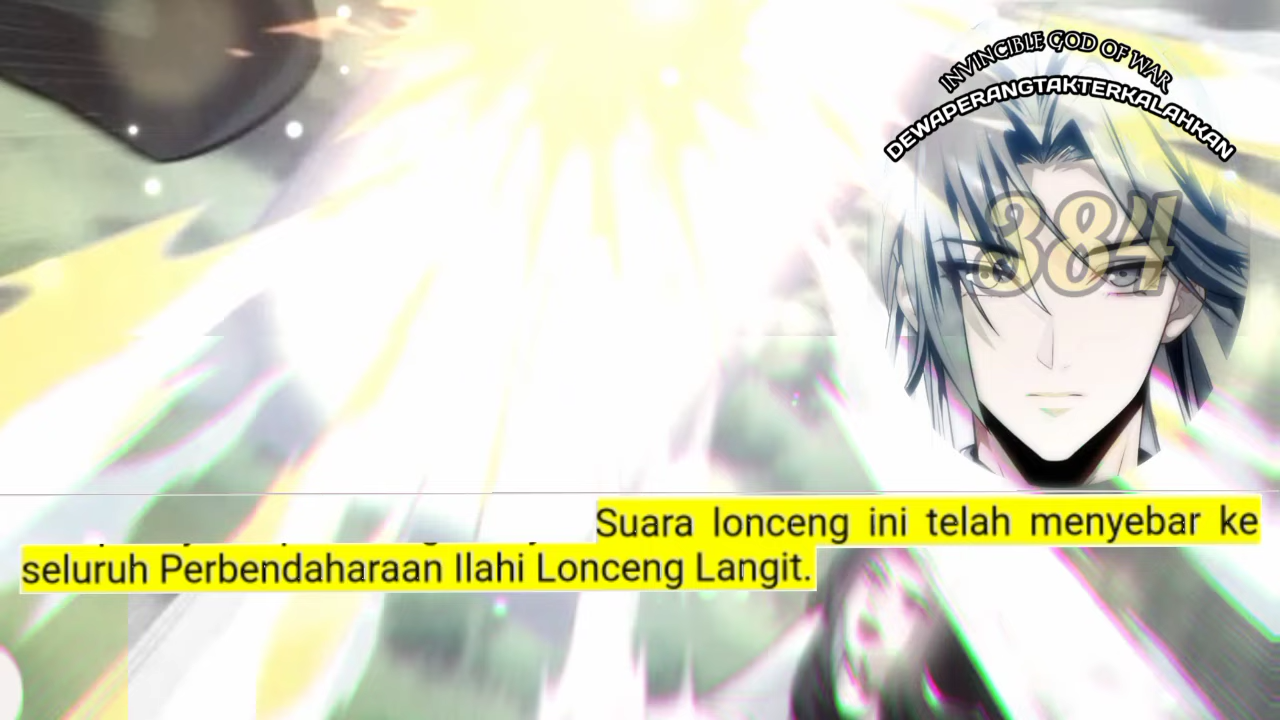 INVINCIBLE GOD OF WAR
DEWAPERANGTAKTERKALAHKAN
384
Suara lonceng ini telah menyebar ke
seluruh Perbendaharaan Ilahi Lonceng Langit.